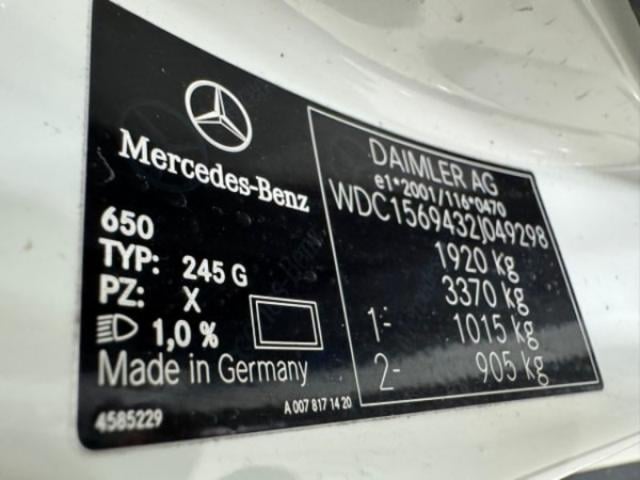 Mercedes-Benz
650
TYP: 245 G
PZ: X
1,0 %
Made in Germany
4585229
A 007 817 14 20
DAIMLER AG
e1*2001/116*0470
WDC1569432J049298
1920 kg
3370 kg
1- 1015 kg
2- 905 kg